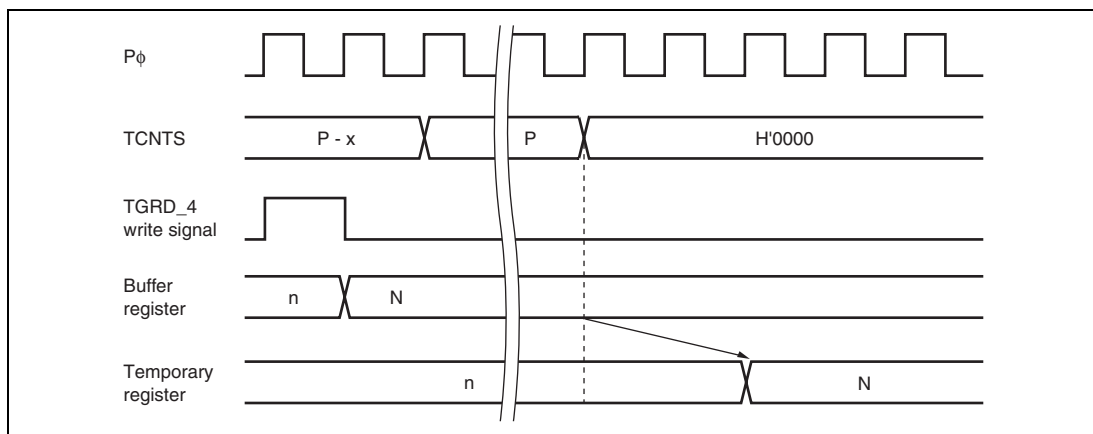 Pϕ
TCNTS
P - x
P
H'0000
TGRD_4
write signal
Buffer
register
n
N
Temporary
register
n
N